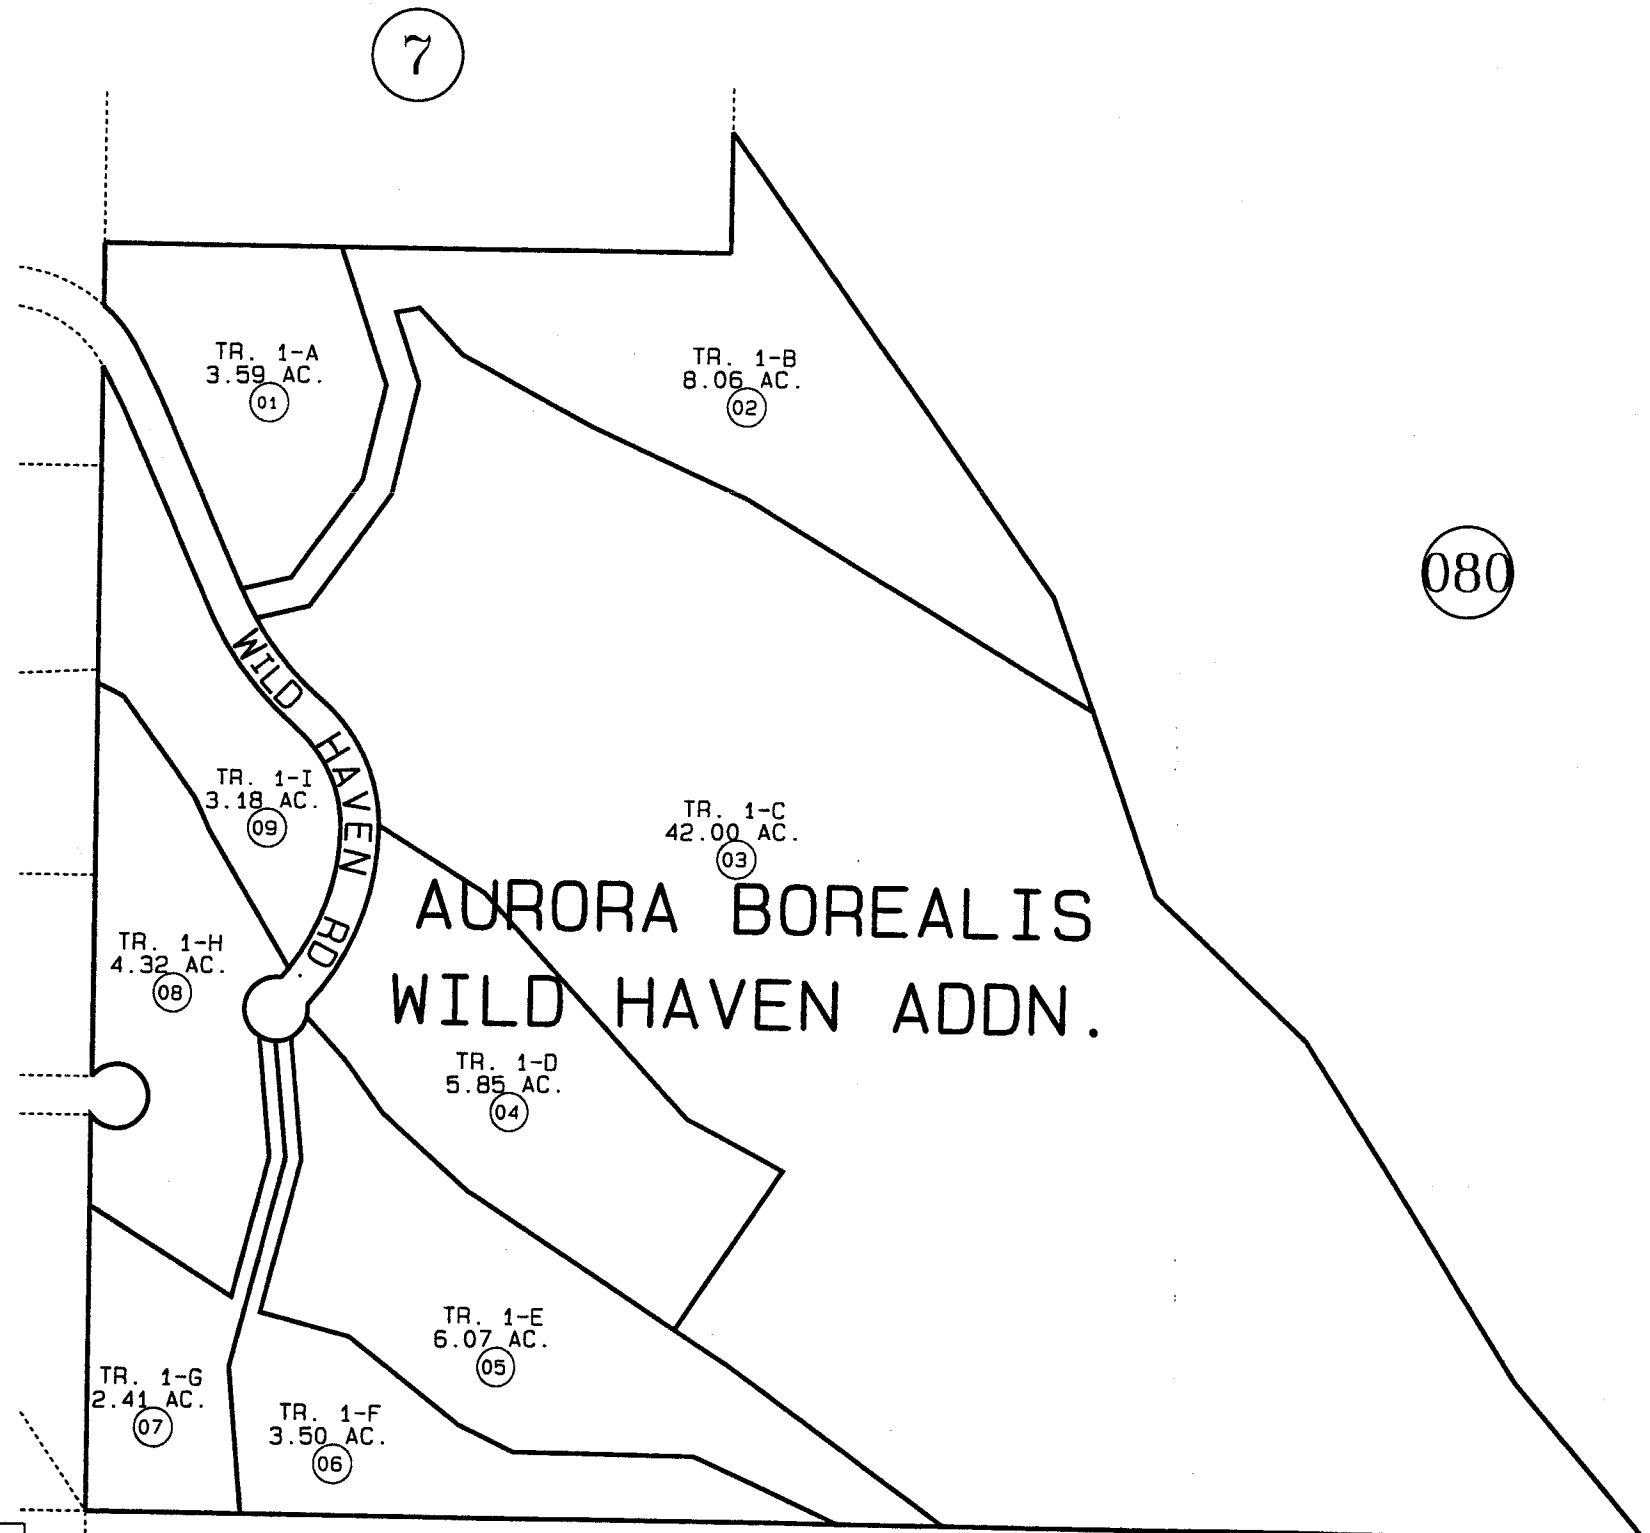 7
TR. 1-A
3.59 AC.
01
TR. 1-B
8.06 AC.
02
080
WILD HAVEN RD.
TR. 1-I
3.18 AC.
09
TR. 1-C
42.00 AC.
03
AURORA BOREALIS
WILD HAVEN ADDN.
TR. 1-H
4.32 AC.
08
TR. 1-D
5.85 AC.
04
TR. 1-E
6.07 AC.
05
TR. 1-G
2.41 AC.
07
TR. 1-F
3.50 AC.
06